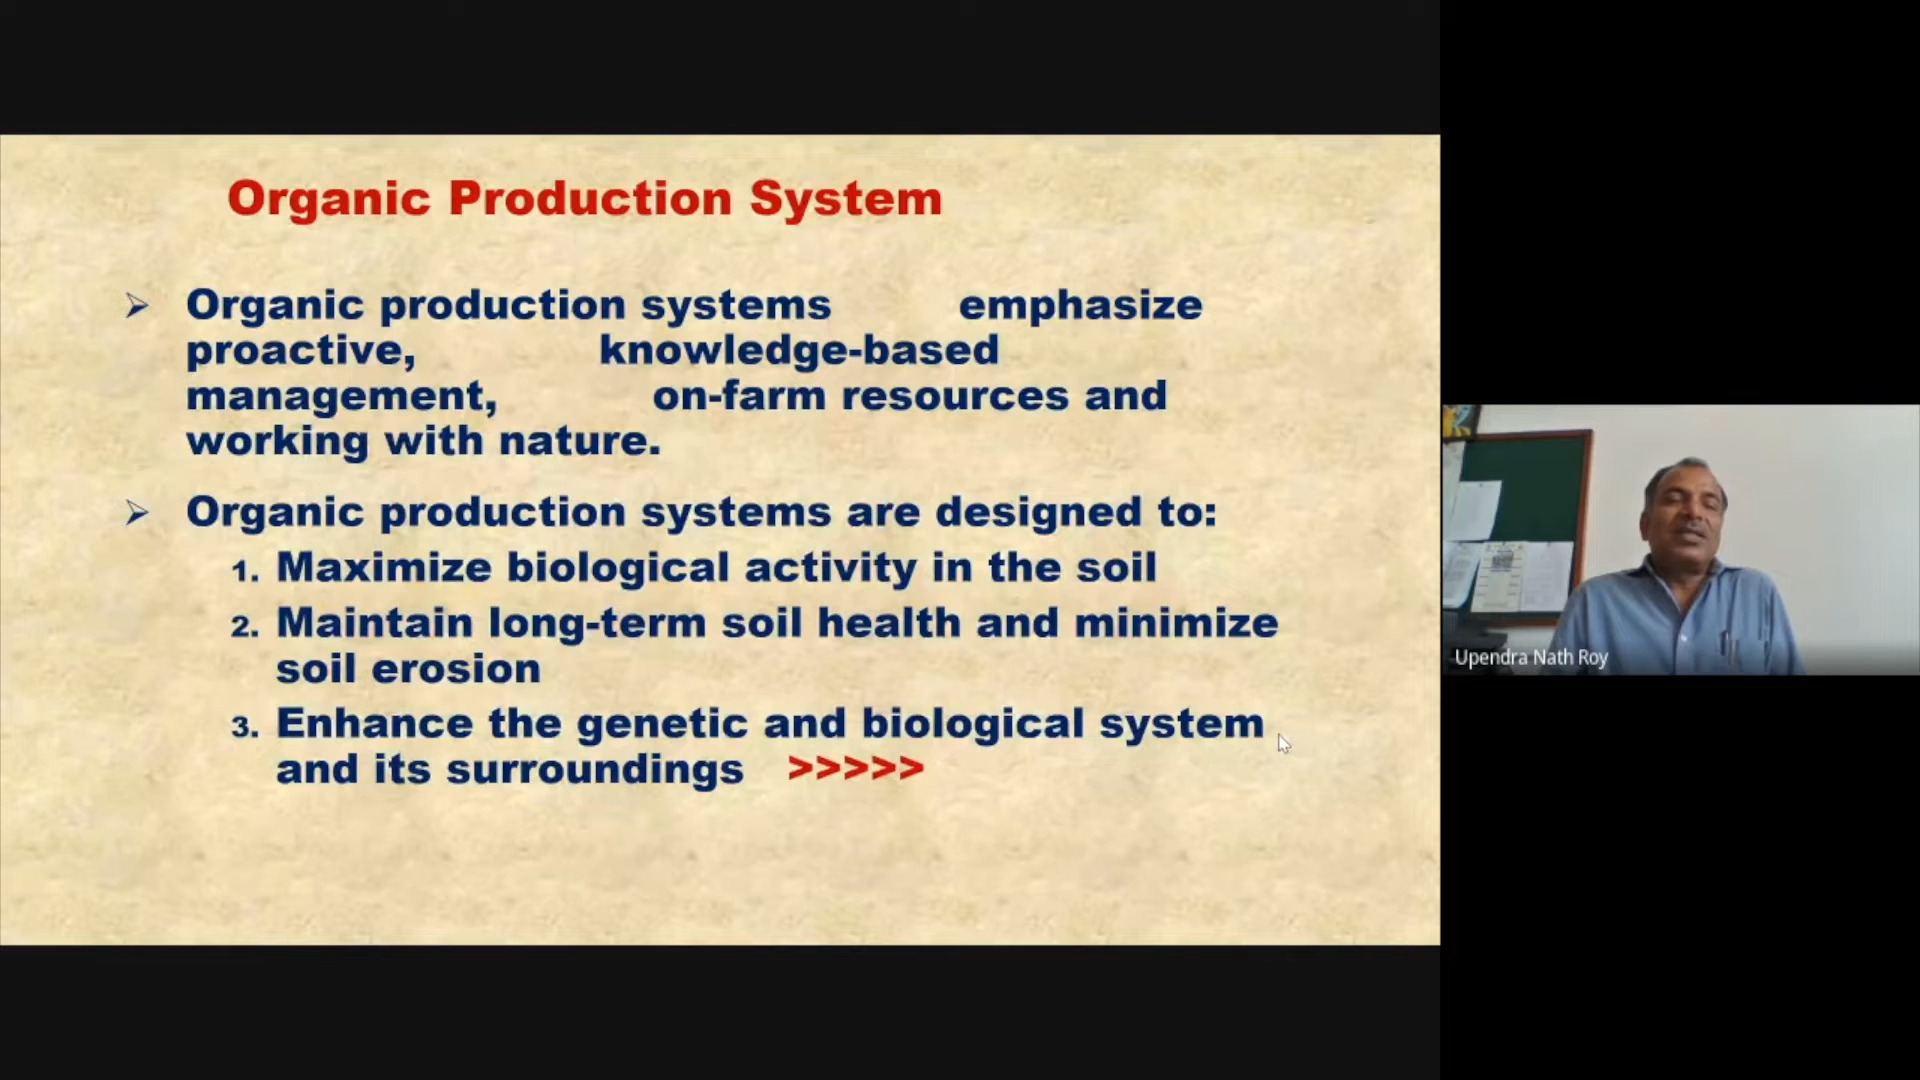 Organic Production System
➢ Organic production systems emphasize
proactive, knowledge-based
management, on-farm resources and
working with nature.
➢ Organic production systems are designed to:
1. Maximize biological activity in the soil
2. Maintain long-term soil health and minimize
soil erosion
3. Enhance the genetic and biological system
and its surroundings >>>>>
Upendra Nath Roy